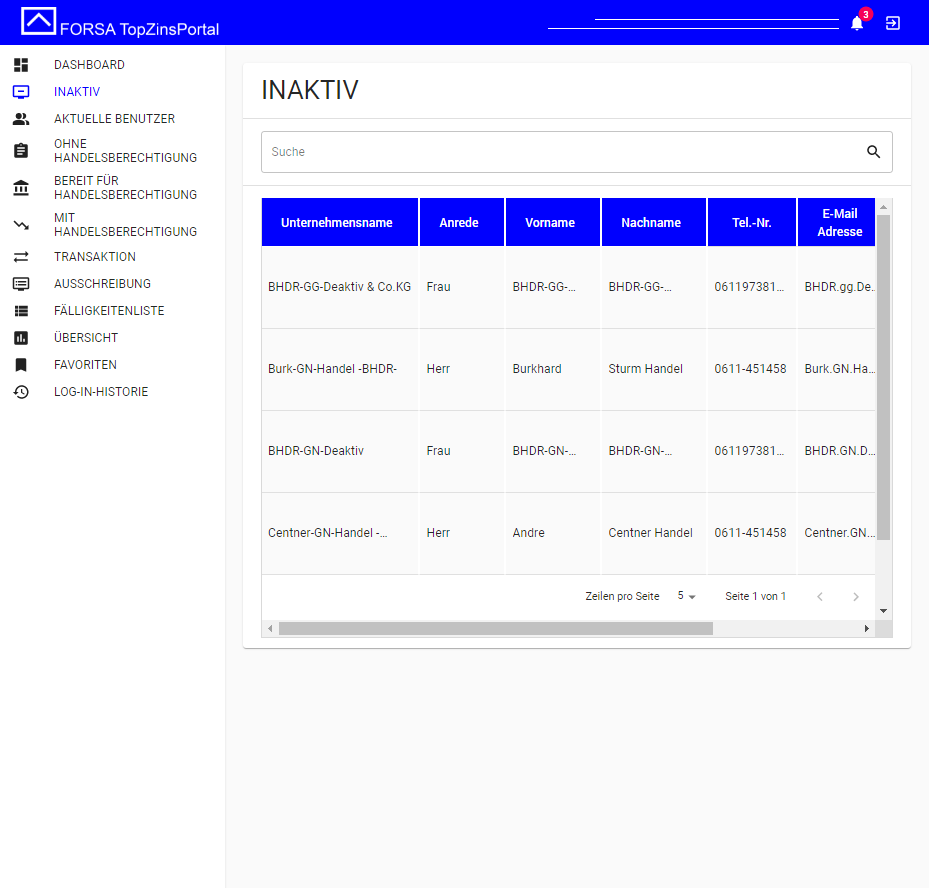 FORSA TopZinsPortal
3
DASHBOARD
INAKTIV
AKTUELLE BENUTZER
OHNE
HANDELSBERECHTIGUNG
BEREIT FÜR
HANDELSBERECHTIGUNG
MIT
HANDELSBERECHTIGUNG
TRANSAKTION
AUSSCHREIBUNG
FÄLLIGKEITENLISTE
ÜBERSICHT
FAVORITEN
LOG-IN-HISTORIE
INAKTIV
Suche
Unternehmensname Anrede Vorname Nachname Tel.-Nr. E-Mail
Adresse
BHDR-GG-Deaktiv & Co.KG Frau BHDR-GG-... BHDR-GG-...061197381... BHDR.gg.De...
Burk-GN-Handel -BHDR- Herr Burkhard Sturm Handel 0611-451458 Burk.GN.Ha...
BHDR-GN-Deaktiv Frau BHDR-GN-... BHDR-GN-... 061197381... BHDR.GN.D...
Centner-GN-Handel -... Herr Andre Centner Handel 0611-451458 Centner.GN...
Zeilen pro Seite 5 Seite 1 von 1